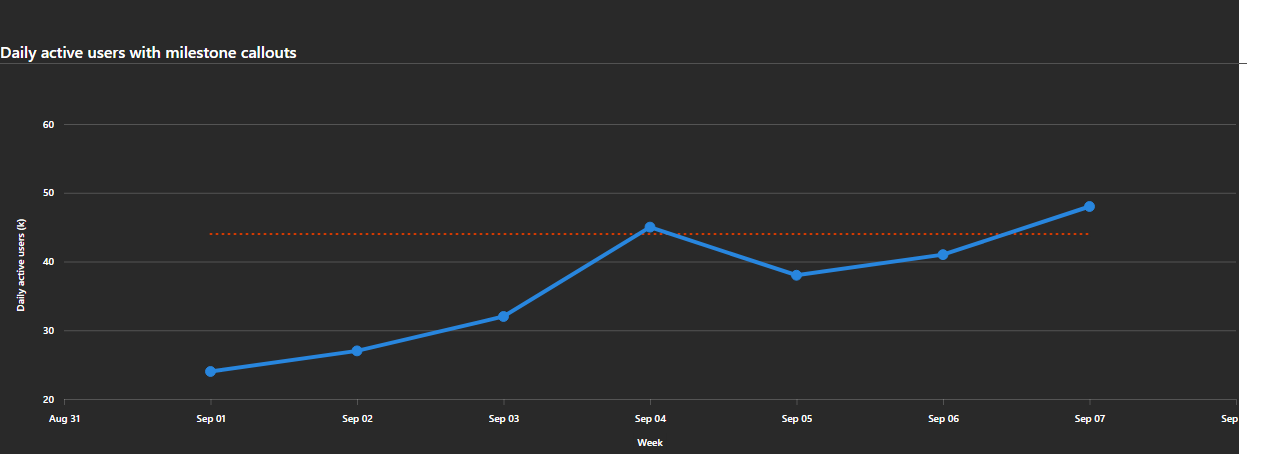 Daily active users with milestone callouts
60
50
40
30
20
Daily active users (k)
Aug 31 Sep 01 Sep 02 Sep 03 Sep 04 Sep 05 Sep 06 Sep 07 Sep
Week